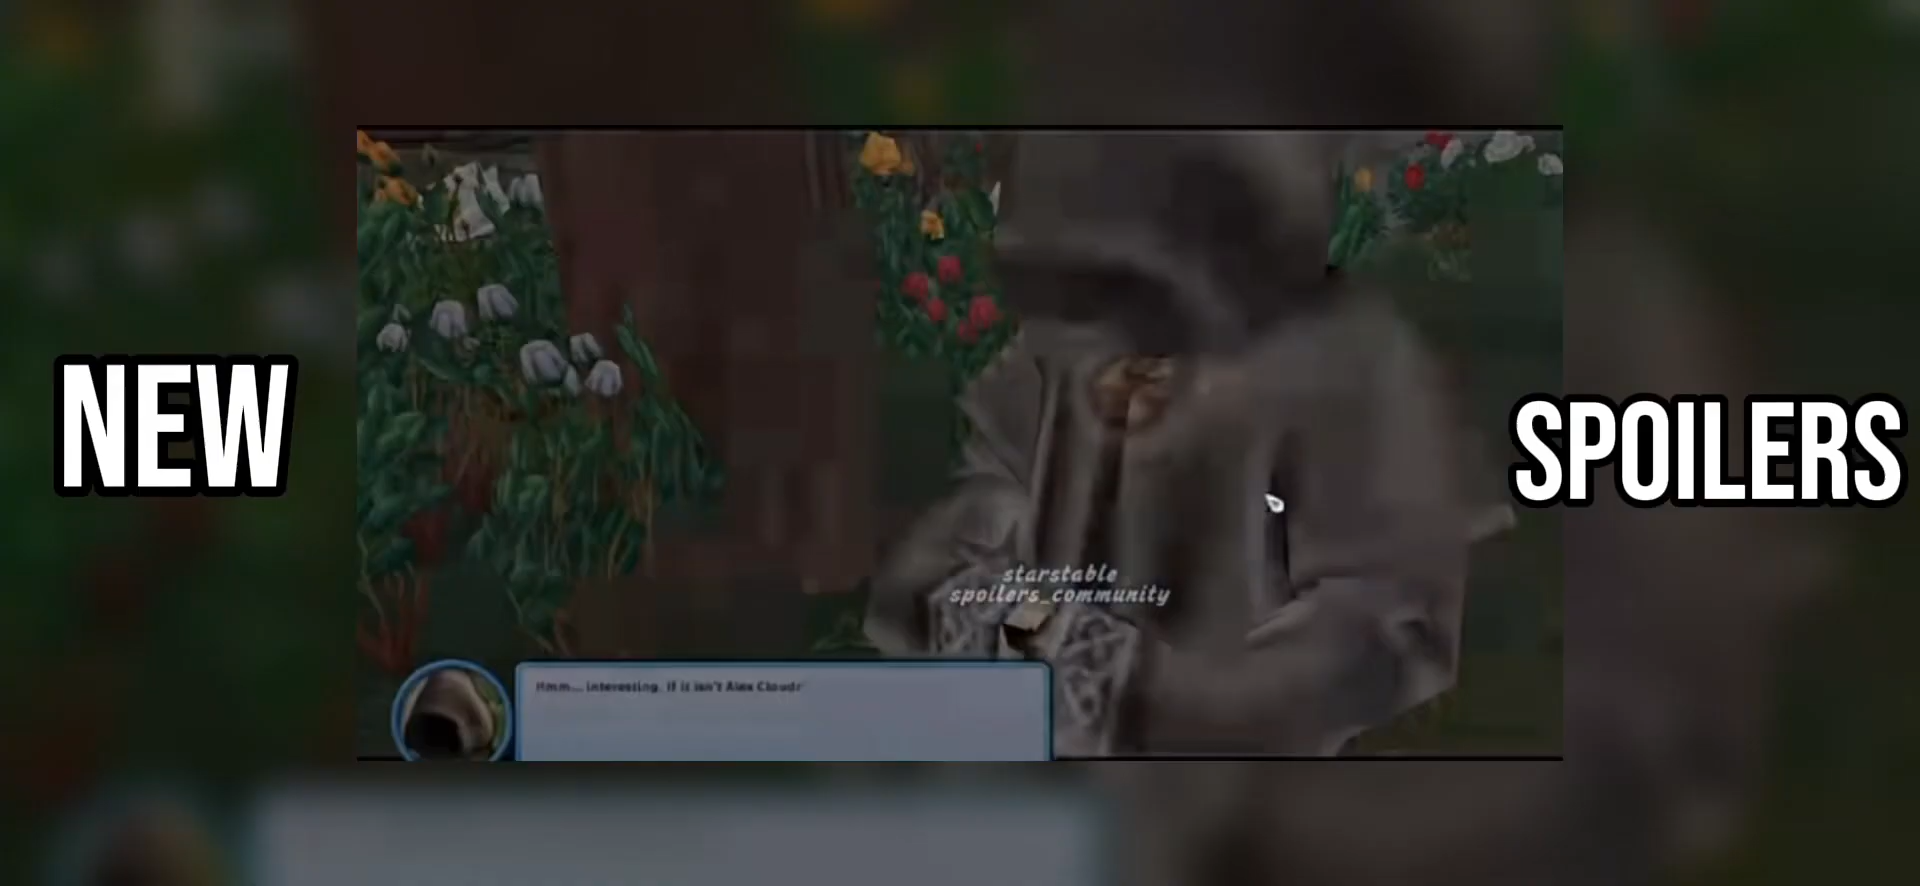 NEW
SPOILERS
starstable
spoilers_community
Hmm... interesting. If it isn't Alex Cloudr